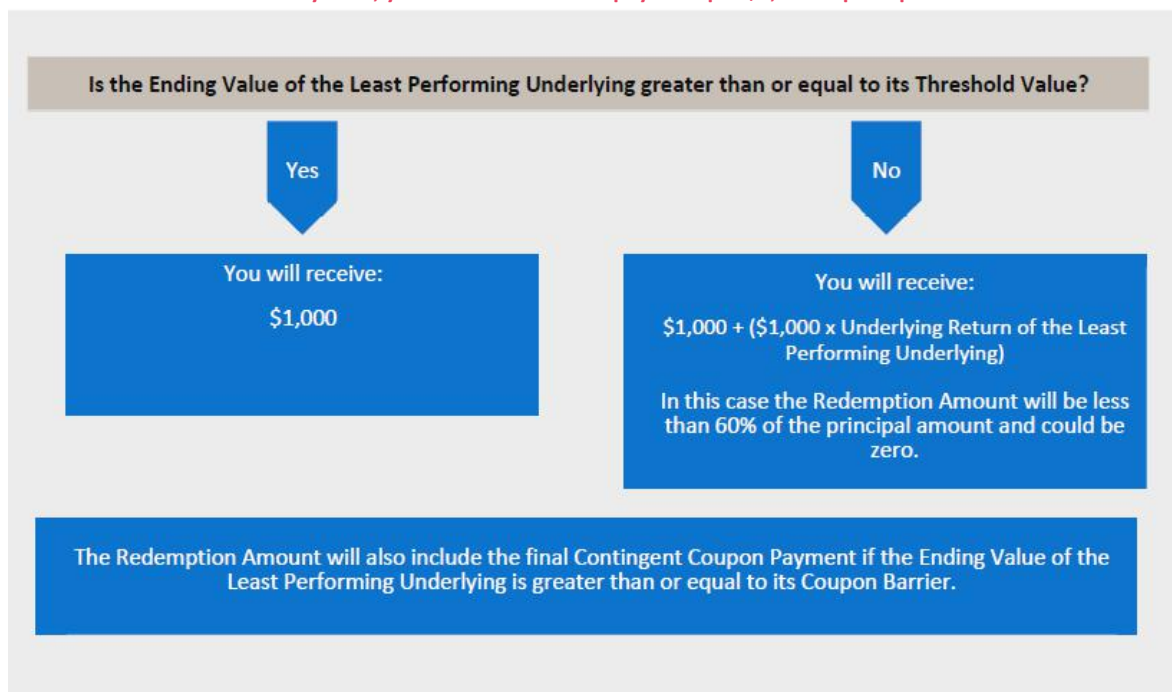 Is the Ending Value of the Least Performing Underlying greater than or equal to its Threshold Value?
Yes
No
You will receive:
$1,000
You will receive:
$1,000 + ($1,000 x Underlying Return of the Least
Performing Underlying)
In this case the Redemption Amount will be less
than 60% of the principal amount and could be
zero.
The Redemption Amount will also include the final Contingent Coupon Payment if the Ending Value of the
Least Performing Underlying is greater than or equal to its Coupon Barrier.